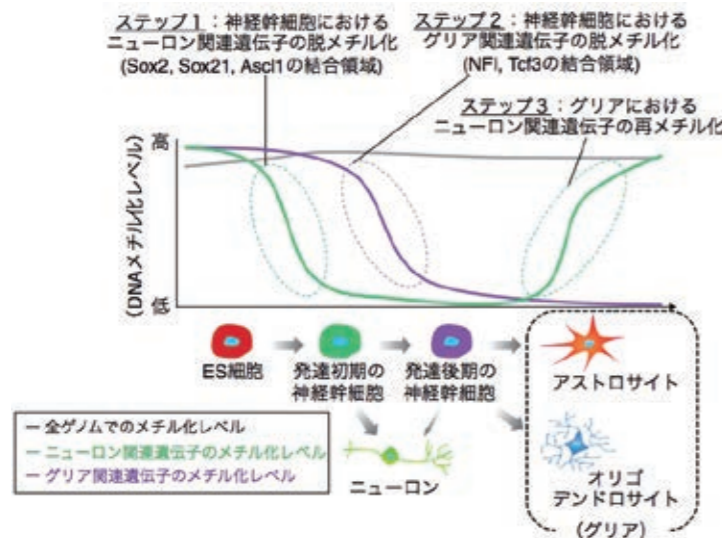 ステップ1:神経幹細胞における
ニューロン関連遺伝子の脱メチル化
(Sox2, Sox21, Ascl1の結合領域)
ステップ2:神経幹細胞における
グリア関連遺伝子の脱メチル化
(NFI, Tcf3の結合領域)
ステップ3:グリアにおける
ニューロン関連遺伝子の再メチル化
高
(DNAメチル化レベル)
低
ES細胞
発達初期の
神経幹細胞
発達後期の
神経幹細胞
アストロサイト
ニューロン
オリゴ
デンドロサイト
(グリア)
ー 全ゲノムでのメチル化レベル
ー ニューロン関連遺伝子のメチル化レベル
ー グリア関連遺伝子のメチル化レベル